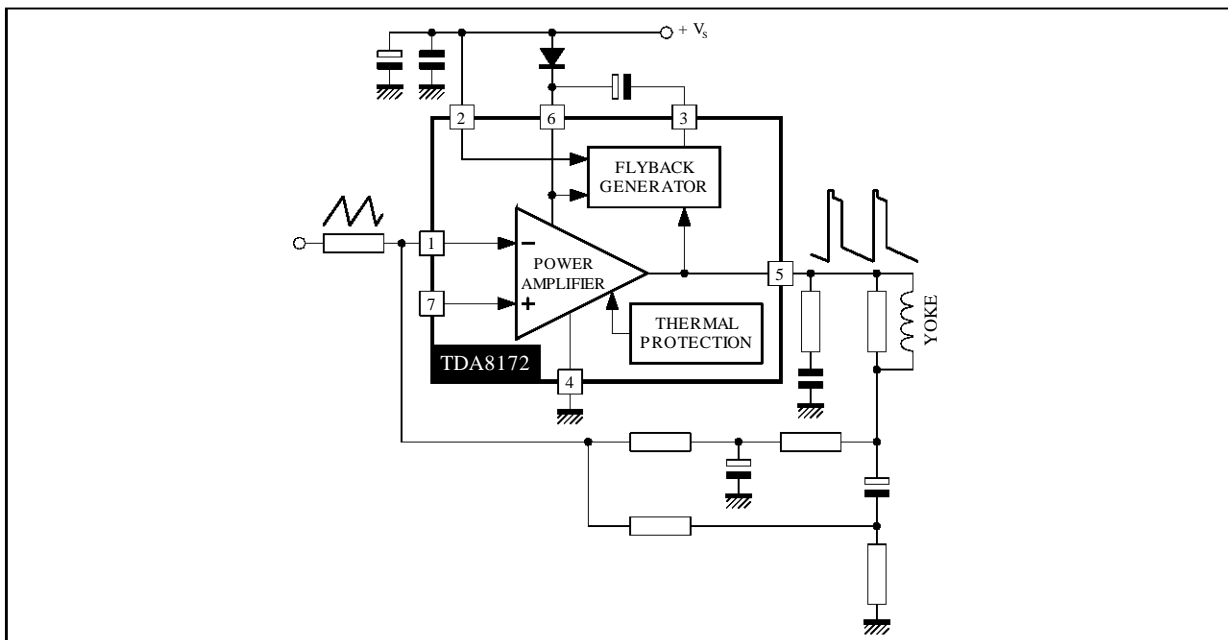 + Vs
2
6
3
FLYBACK
GENERATOR
1
−
POWER
AMPLIFIER
5
7
+
THERMAL
PROTECTION
YOKE
TDA8172
4